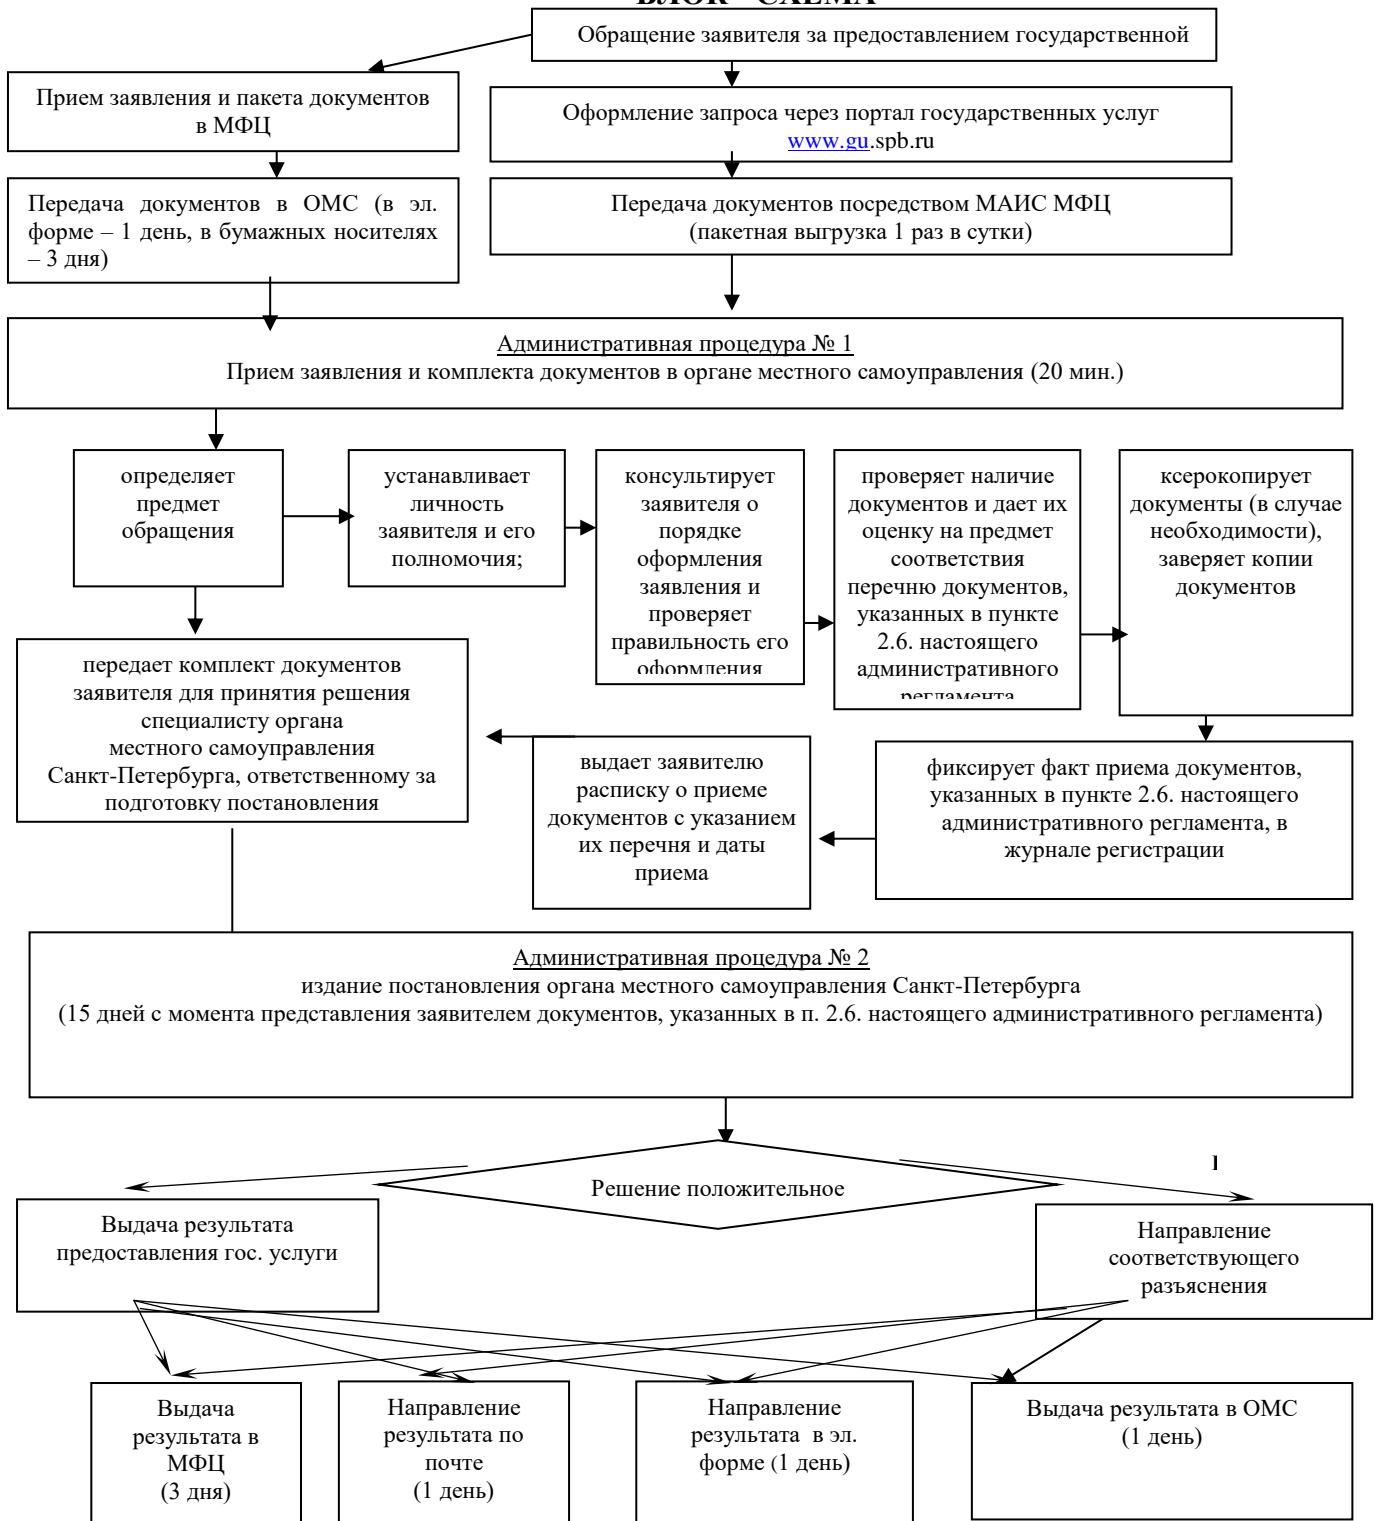 БЛОК - СХЕМА
Обращение заявителя за предоставлением государственной
Прием заявления и пакета документов
в МФЦ
Оформление запроса через портал государственных услуг
www.gu.spb.ru
Передача документов в ОМС (в эл.
форме – 1 день, в бумажных носителях
– 3 дня)
Передача документов посредством МАИС МФЦ
(пакетная выгрузка 1 раз в сутки)
Административная процедура № 1
Прием заявления и комплекта документов в органе местного самоуправления (20 мин.)
определяет
предмет
обращения
устанавливает
личность
заявителя и его
полномочия;
консультирует
заявителя о
порядке
оформления
заявления и
проверяет
правильность его
оформления
проверяет наличие
документов и дает их
оценку на предмет
соответствия
перечню документов,
указанных в пункте
2.6. настоящего
административного
регламента
ксерокопирует
документы (в случае
необходимости),
заверяет копии
документов
передает комплект документов
заявителя для принятия решения
специалисту органа
местного самоуправления
Санкт-Петербурга, ответственному за
подготовку постановления
выдает заявителю
расписку о приеме
документов с указанием
их перечня и даты
приема
фиксирует факт приема документов,
указанных в пункте 2.6. настоящего
административного регламента, в
журнале регистрации
Административная процедура № 2
издание постановления органа местного самоуправления Санкт-Петербурга
(15 дней с момента представления заявителем документов, указанных в п. 2.6. настоящего административного регламента)
Решение положительное
Выдача результата
предоставления гос. услуги
Направление
соответствующего
разъяснения
Выдача
результата в
МФЦ
(3 дня)
Направление
результата по
почте
(1 день)
Направление
результата в эл.
форме (1 день)
Выдача результата в ОМС
(1 день)